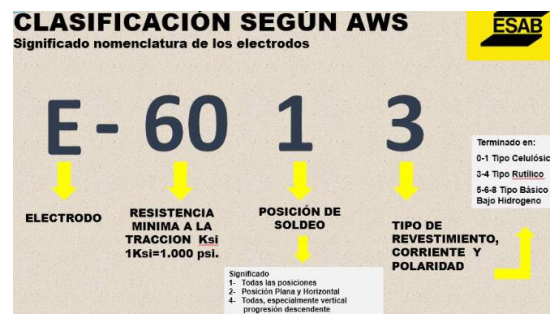 CLASIFICACIÓN SEGÚN AWS
Significado nomenclatura de los electrodos
ESAB
E - 60 1 3
ELECTRODO
RESISTENCIA
MINIMA A LA
TRACCION Ksi
1Ksi=1.000 psi.
POSICIÓN DE
SOLDEO
Significado
1- Todas las posiciones
2- Posición Plana y Horizontal
4- Todas, especialmente vertical
progresión descendente
TIPO DE
REVESTIMIENTO,
CORRIENTE Y
POLARIDAD
Terminado en:
0-1 Tipo Celulósic
3-4 Tipo Rutílico
5-6-8 Tipo Básico
Bajo Hidrogeno